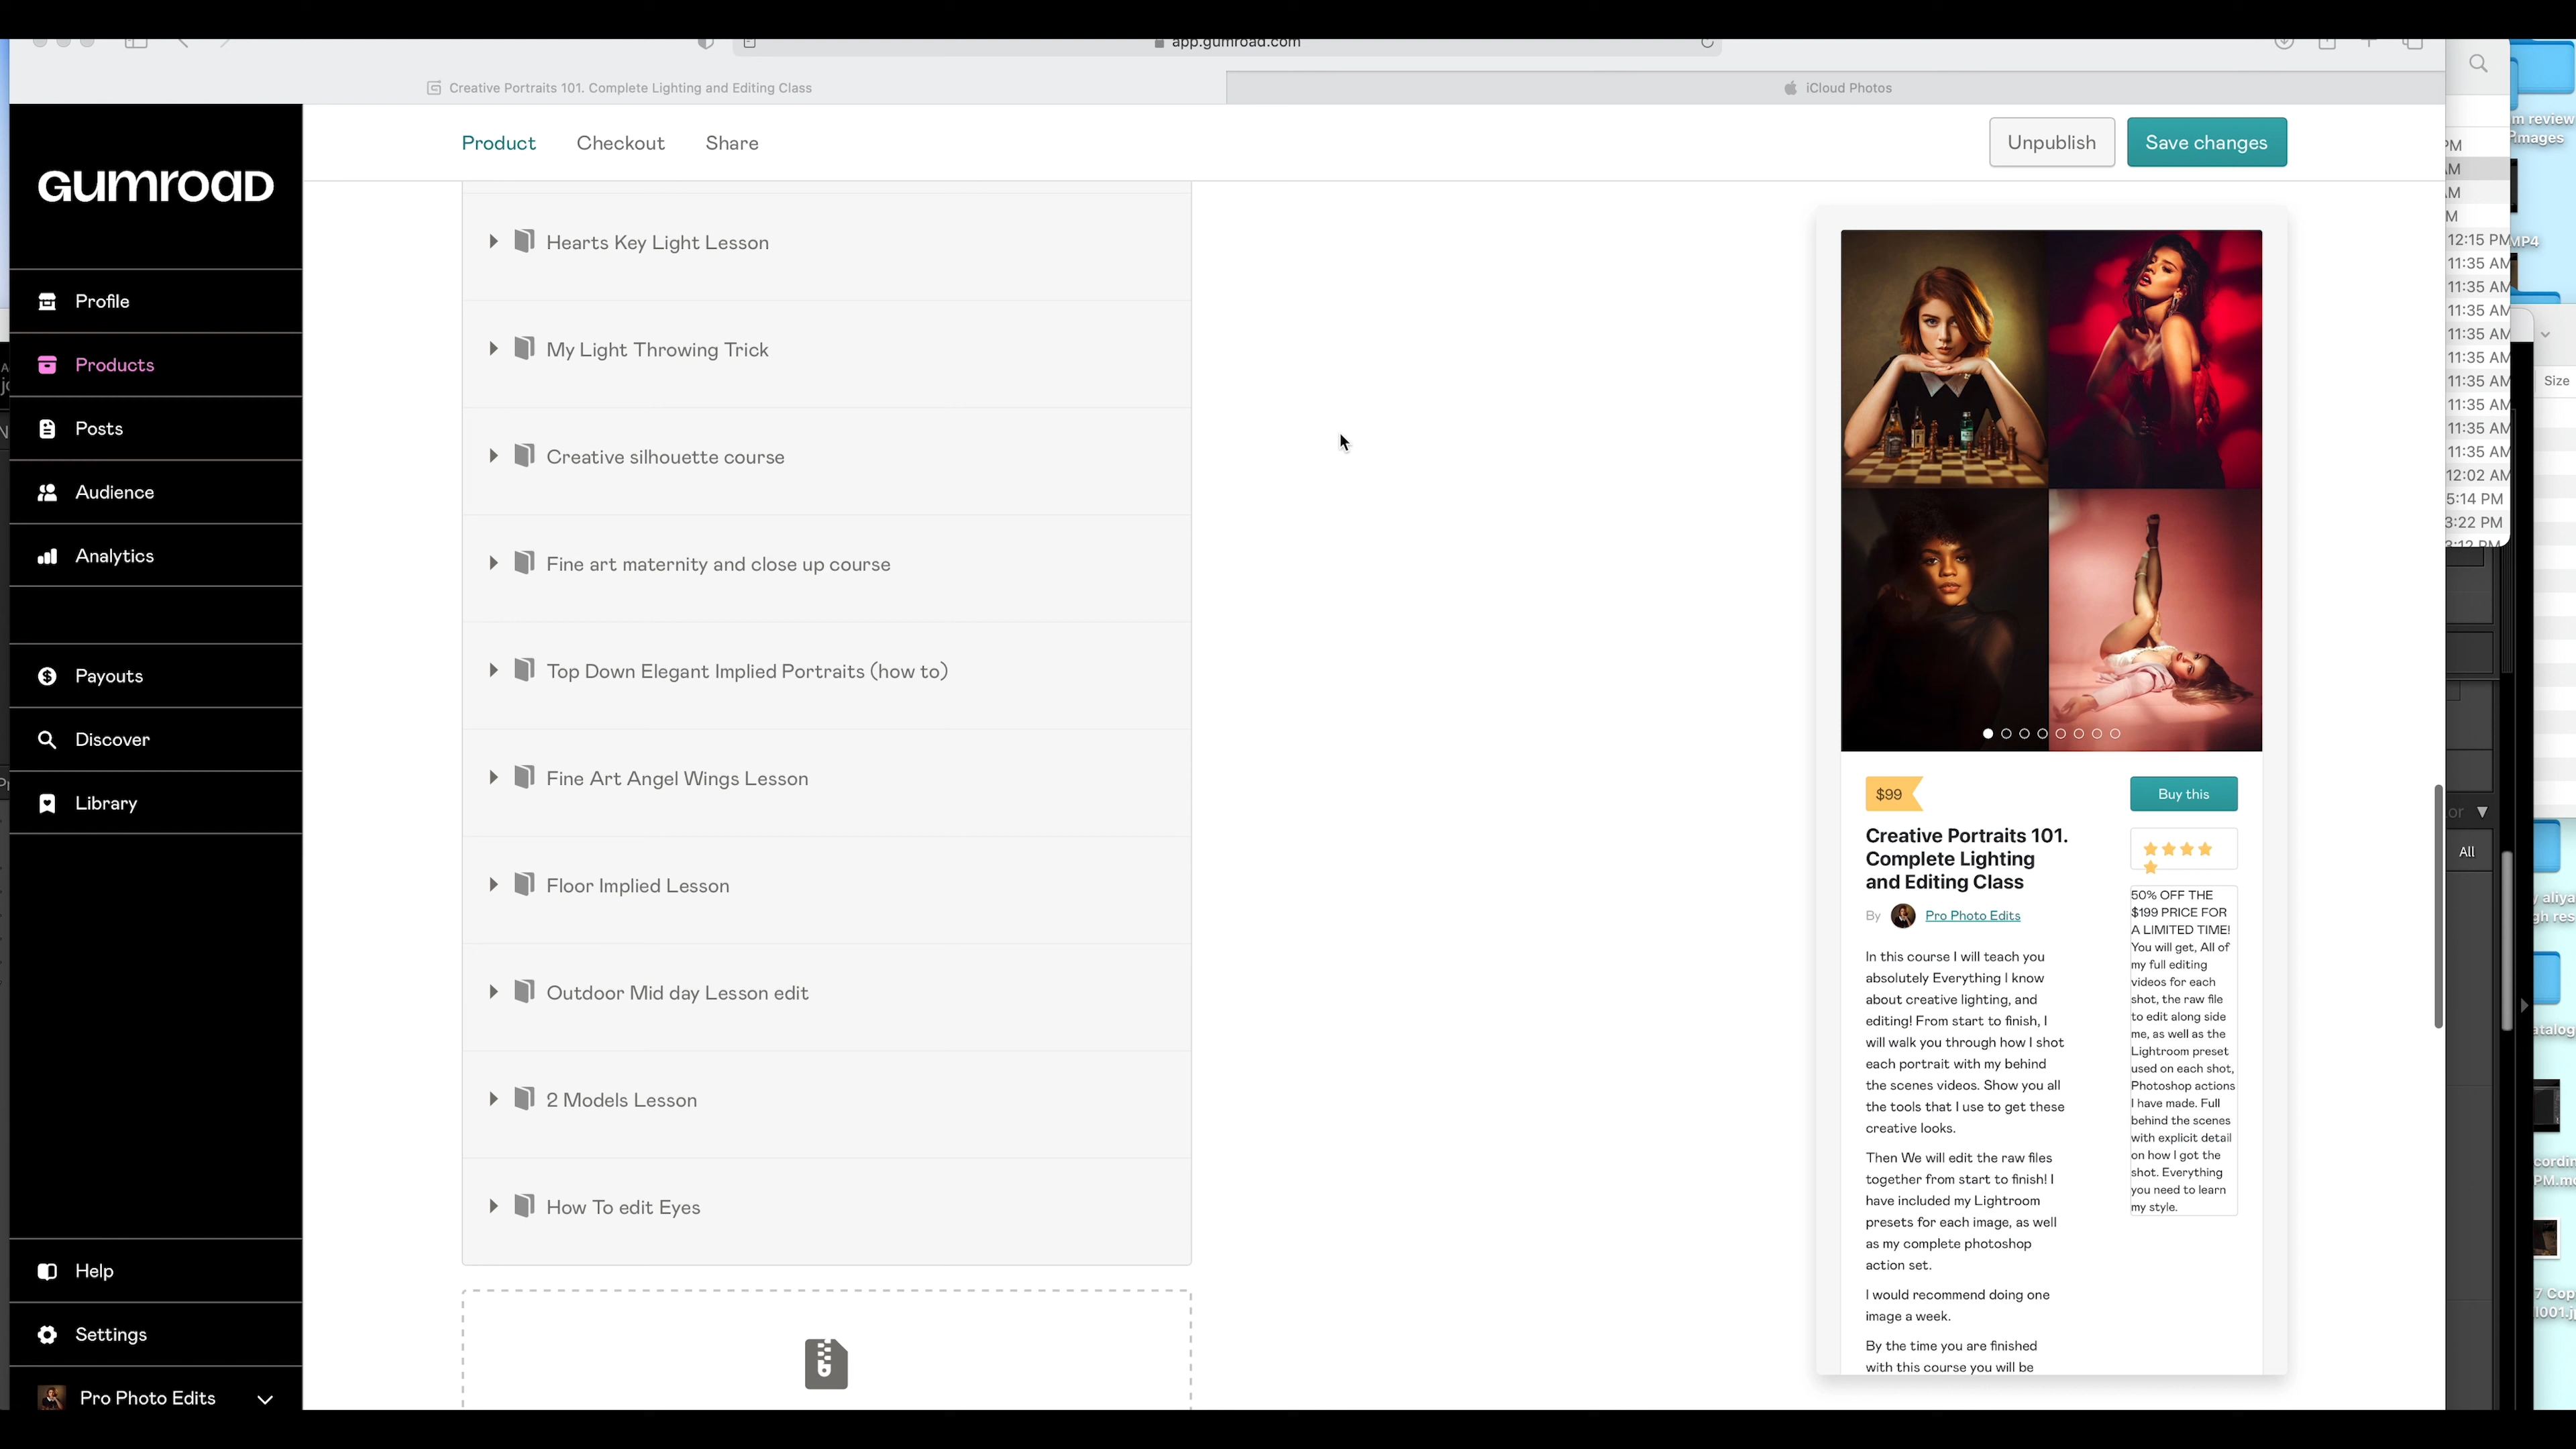 app.gumroad.com
Creative Portraits 101. Complete Lighting and Editing Class
iCloud Photos
GUMROAD
Product
Checkout
Share
Unpublish
Save changes
Profile
Products
Posts
Audience
Analytics
Payouts
Discover
Library
Help
Settings
Pro Photo Edits
Hearts Key Light Lesson
My Light Throwing Trick
Creative silhouette course
Fine art maternity and close up course
Top Down Elegant Implied Portraits (how to)
Fine Art Angel Wings Lesson
Floor Implied Lesson
Outdoor Mid day Lesson edit
2 Models Lesson
How To edit Eyes
$99
Buy this
Creative Portraits 101.
Complete Lighting
and Editing Class
By Pro Photo Edits
In this course I will teach you
absolutely Everything I know
about creative lighting, and
editing! From start to finish, I
will walk you through how I shot
each portrait with my behind
the scenes videos. Show you all
the tools that I use to get these
creative looks.
Then We will edit the raw files
together from start to finish! I
have included my Lightroom
presets for each image, as well
as my complete photoshop
action set.
I would recommend doing one
image a week.
By the time you are finished
with this course you will be
50% OFF THE
$199 PRICE FOR
A LIMITED TIME!
You will get, All of
my full editing
videos for each
shot, the raw file
to edit along side
me, as well as the
Lightroom preset
used on each shot,
Photoshop actions
I have made. Full
behind the scenes
with explicit detail
on how I got the
shot. Everything
you need to learn
my style.
review
images
PM
AM
AM
12:15 PM
MP4
11:35 AM
11:35 AM
11:35 AM
11:35 AM
11:35 AM
11:35 AM
11:35 AM
11:35 AM
11:35 AM
12:02 AM
5:14 PM
3:22 PM
3:12 PM
Size
All
aliya
res
7 Cop